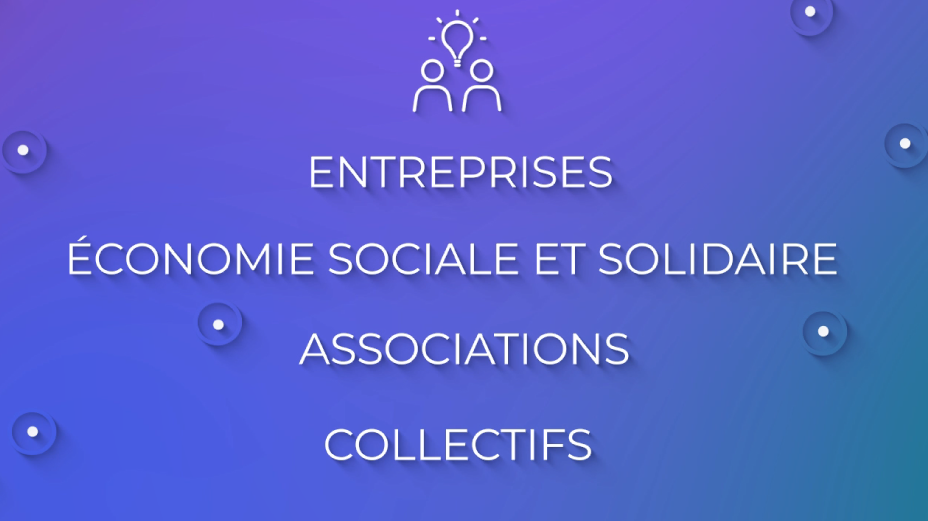 ENTREPRISES
ÉCONOMIE SOCIALE ET SOLIDAIRE
ASSOCIATIONS
COLLECTIFS